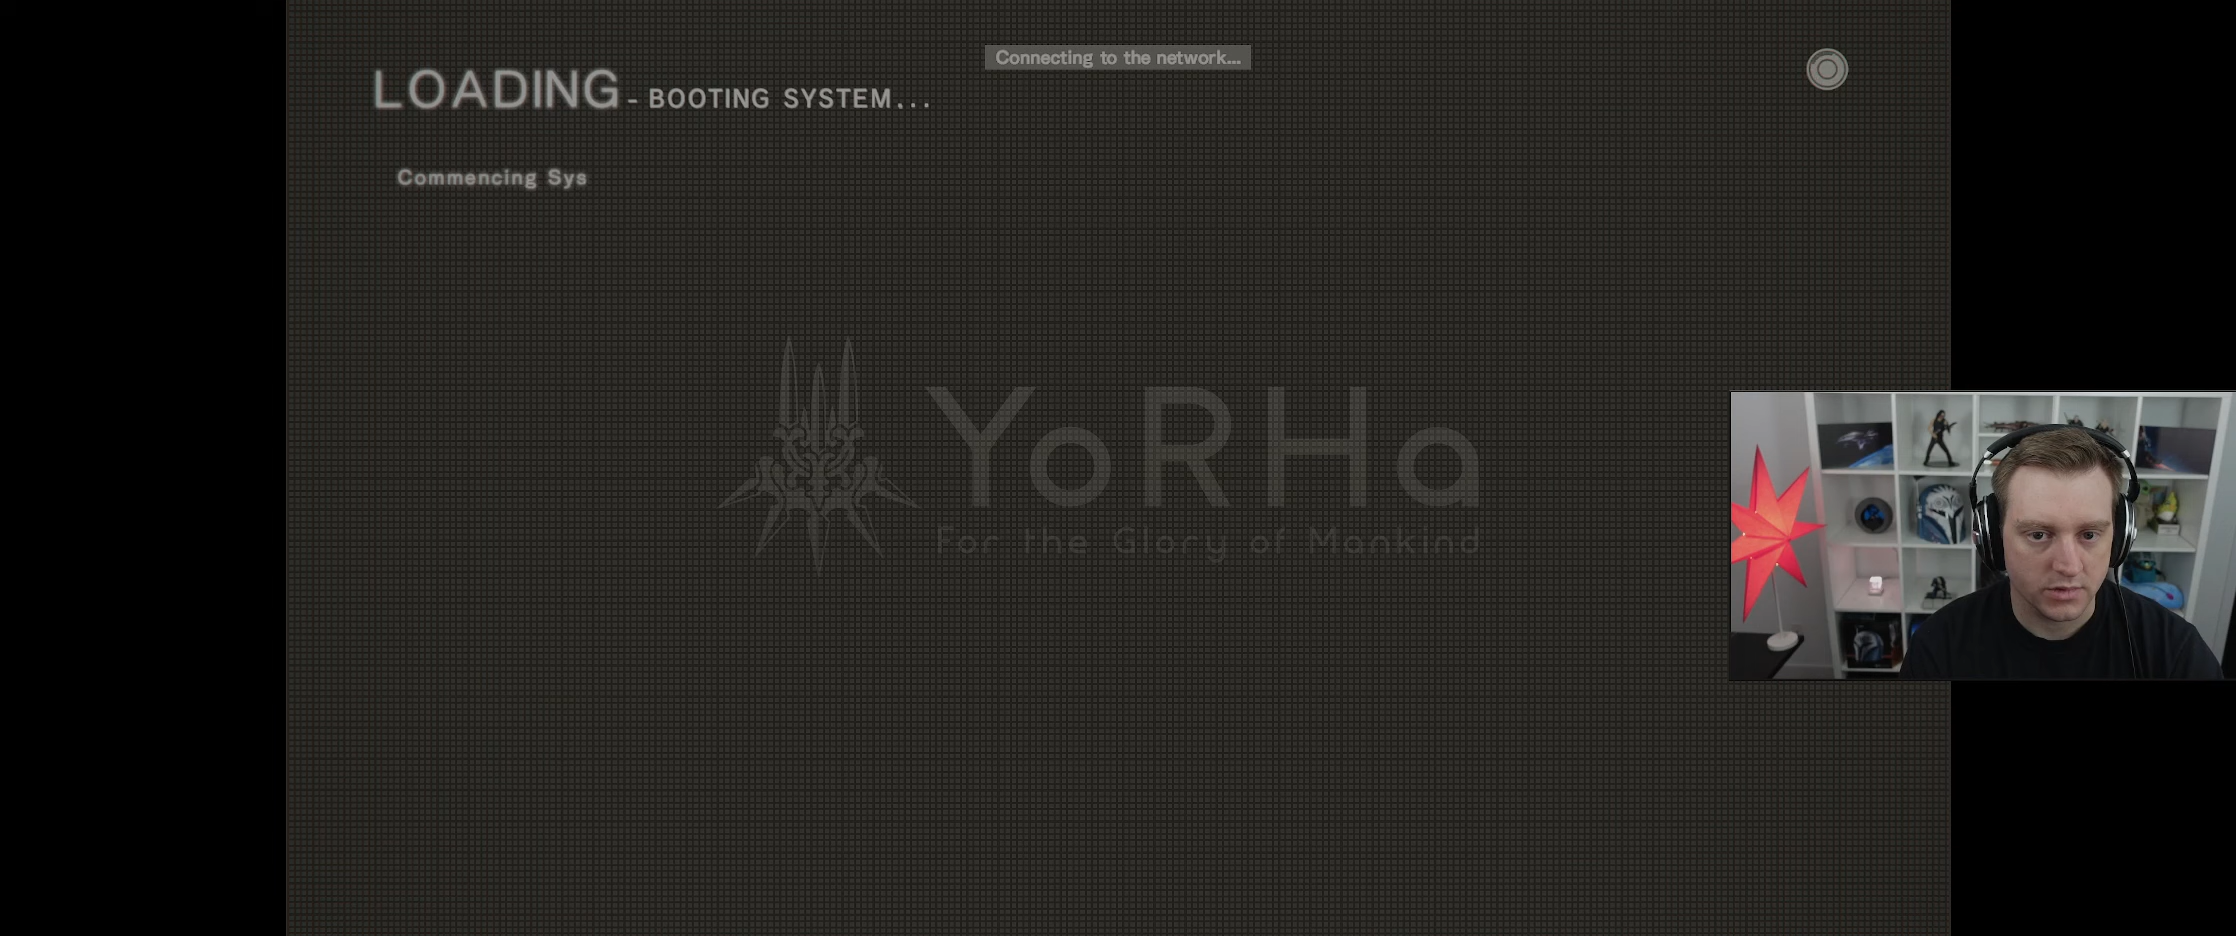 Connecting to the network...
LOADING - BOOTING SYSTEM...
Commencing Sys
YoRHa
For the Glory of Mankind